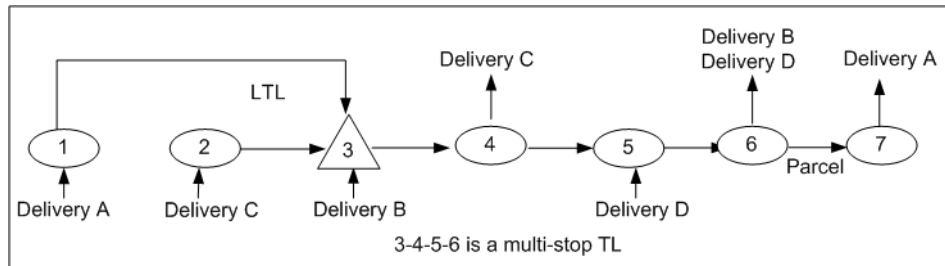 Delivery B
Delivery C
Delivery D
Delivery A
LTL
1
2
3
4
5
6
7
Parcel
Delivery A
Delivery C
Delivery B
Delivery D
3-4-5-6 is a multi-stop TL